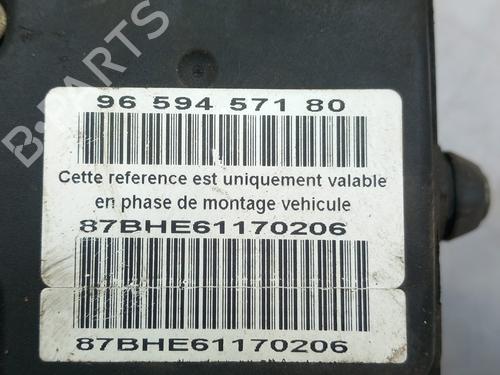 96 594 571 80
Cette reference est uniquement valable
en phase de montage vehicule
87BHE61170206
87BHE61170206
B-PARTS